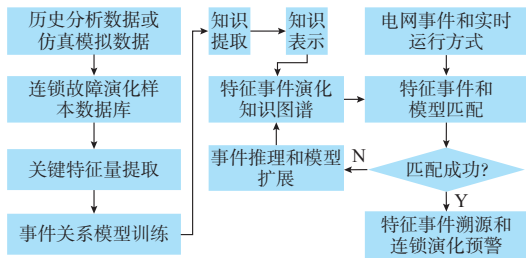 历史分析数据或
仿真模拟数据
连锁故障演化样
本数据库
关键特征量提取
事件关系模型训练
知识
提取
知识
表示
特征事件演化
知识图谱
事件推理和模型
扩展
电网事件和实时
运行方式
特征事件和
模型匹配
N
匹配成功?
Y
特征事件溯源和
连锁演化预警